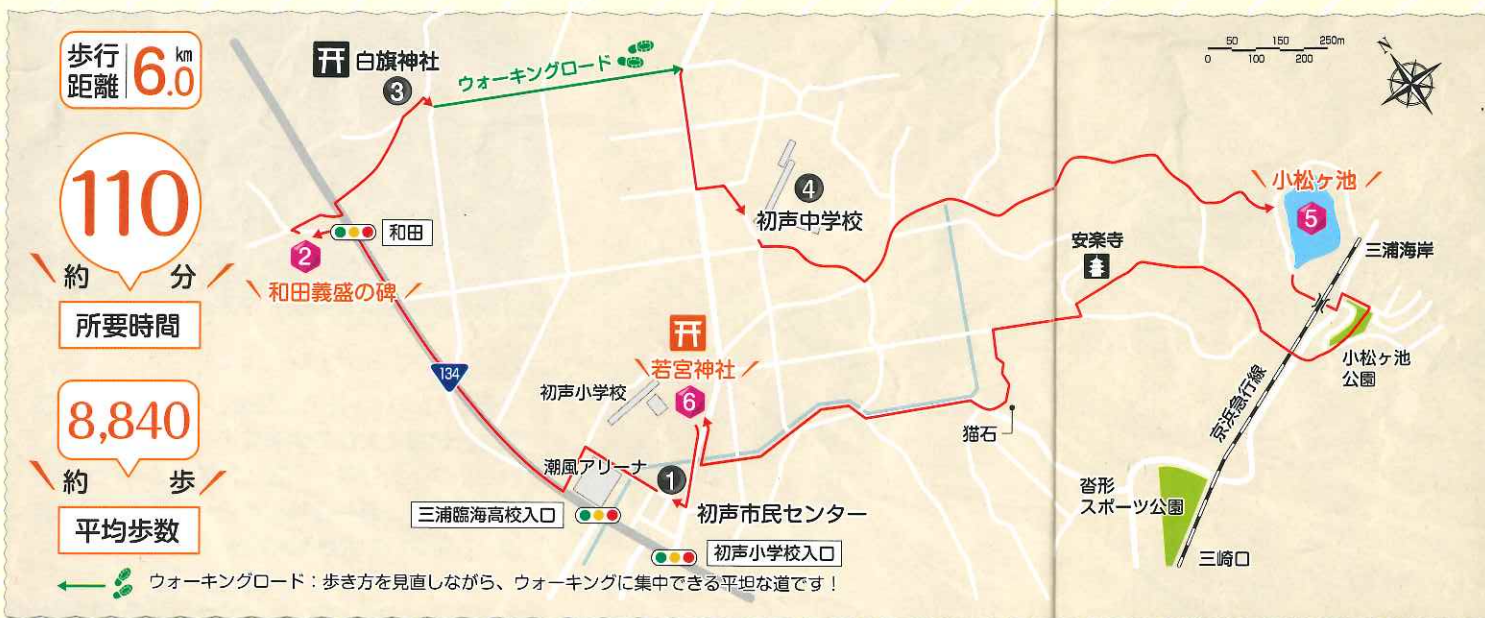 歩行
距離
6.0
km
110
約 分
所要時間
8,840
約 歩
平均歩数
白旗神社
3
ウォーキングロード
50 150 250m
0 100 200
N
4
初声中学校
小松ヶ池
5
三浦海岸
安楽寺
和田
2
和田義盛の碑
134
若宮神社
6
初声小学校
小松ヶ池
公園
京浜急行線
猫石
潮風アリーナ
1
初声市民センター
三浦臨海高校入口
初声小学校入口
沓形
スポーツ公園
三崎口
ウォーキングロード：歩き方を見直しながら、ウォーキングに集中できる平坦な道です！